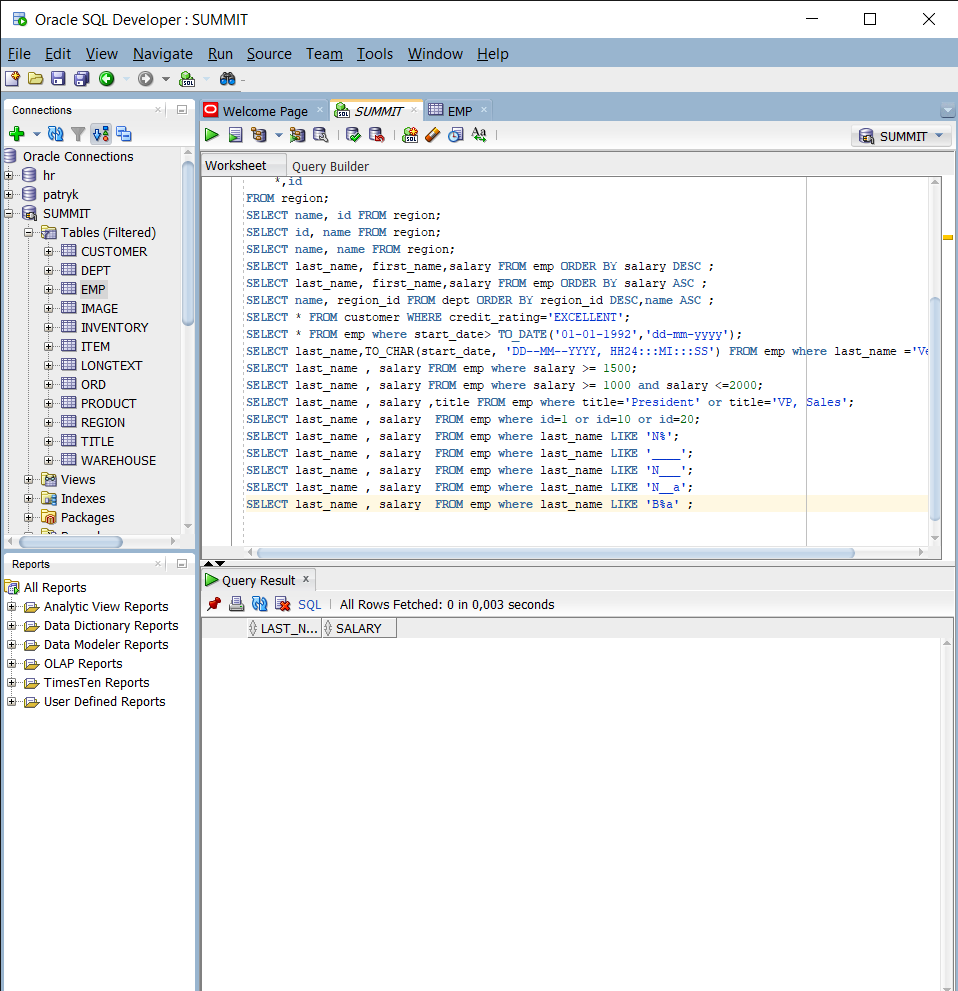 Oracle SQL Developer : SUMMIT
File Edit View Navigate Run Source Team Tools Window Help
Connections
Oracle Connections
hr
patryk
SUMMIT
Tables (Filtered)
CUSTOMER
DEPT
EMP
IMAGE
INVENTORY
ITEM
LONGTEXT
ORD
PRODUCT
REGION
TITLE
WAREHOUSE
Views
Indexes
Packages
Reports
All Reports
Analytic View Reports
Data Dictionary Reports
Data Modeler Reports
OLAP Reports
TimesTen Reports
User Defined Reports
Welcome Page SUMMIT EMP
SUMMIT
Worksheet Query Builder
*,id
FROM region;
SELECT name, id FROM region;
SELECT id, name FROM region;
SELECT name, name FROM region;
SELECT last_name, first_name,salary FROM emp ORDER BY salary DESC ;
SELECT last_name, first_name,salary FROM emp ORDER BY salary ASC ;
SELECT name, region_id FROM dept ORDER BY region_id DESC,name ASC ;
SELECT * FROM customer WHERE credit_rating='EXCELLENT';
SELECT * FROM emp where start_date> TO_DATE('01-01-1992','dd-mm-yyyy');
SELECT last_name,TO_CHAR(start_date, 'DD--MM--YYYY, HH24:::MI:::SS') FROM emp where last_name ='Ve
SELECT last_name , salary FROM emp where salary >= 1500;
SELECT last_name , salary FROM emp where salary >= 1000 and salary <=2000;
SELECT last_name , salary ,title FROM emp where title='President' or title='VP, Sales';
SELECT last_name , salary  FROM emp where id=1 or id=10 or id=20;
SELECT last_name , salary  FROM emp where last_name LIKE 'N%';
SELECT last_name , salary  FROM emp where last_name LIKE '____';
SELECT last_name , salary  FROM emp where last_name LIKE 'N___';
SELECT last_name , salary  FROM emp where last_name LIKE 'N__a';
SELECT last_name , salary  FROM emp where last_name LIKE 'B%a' ;
Query Result
SQL | All Rows Fetched: 0 in 0,003 seconds
LAST_N... SALARY